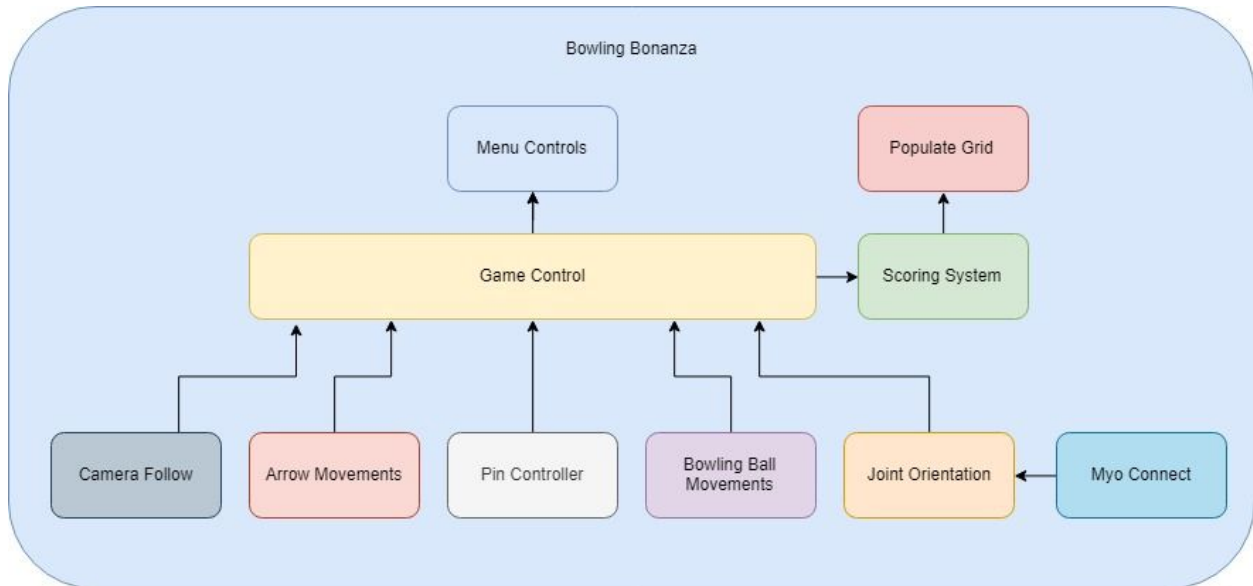 Bowling Bonanza
Menu Controls
Populate Grid
Game Control
Scoring System
Camera Follow
Arrow Movements
Pin Controller
Bowling Ball
Movements
Joint Orientation
Myo Connect